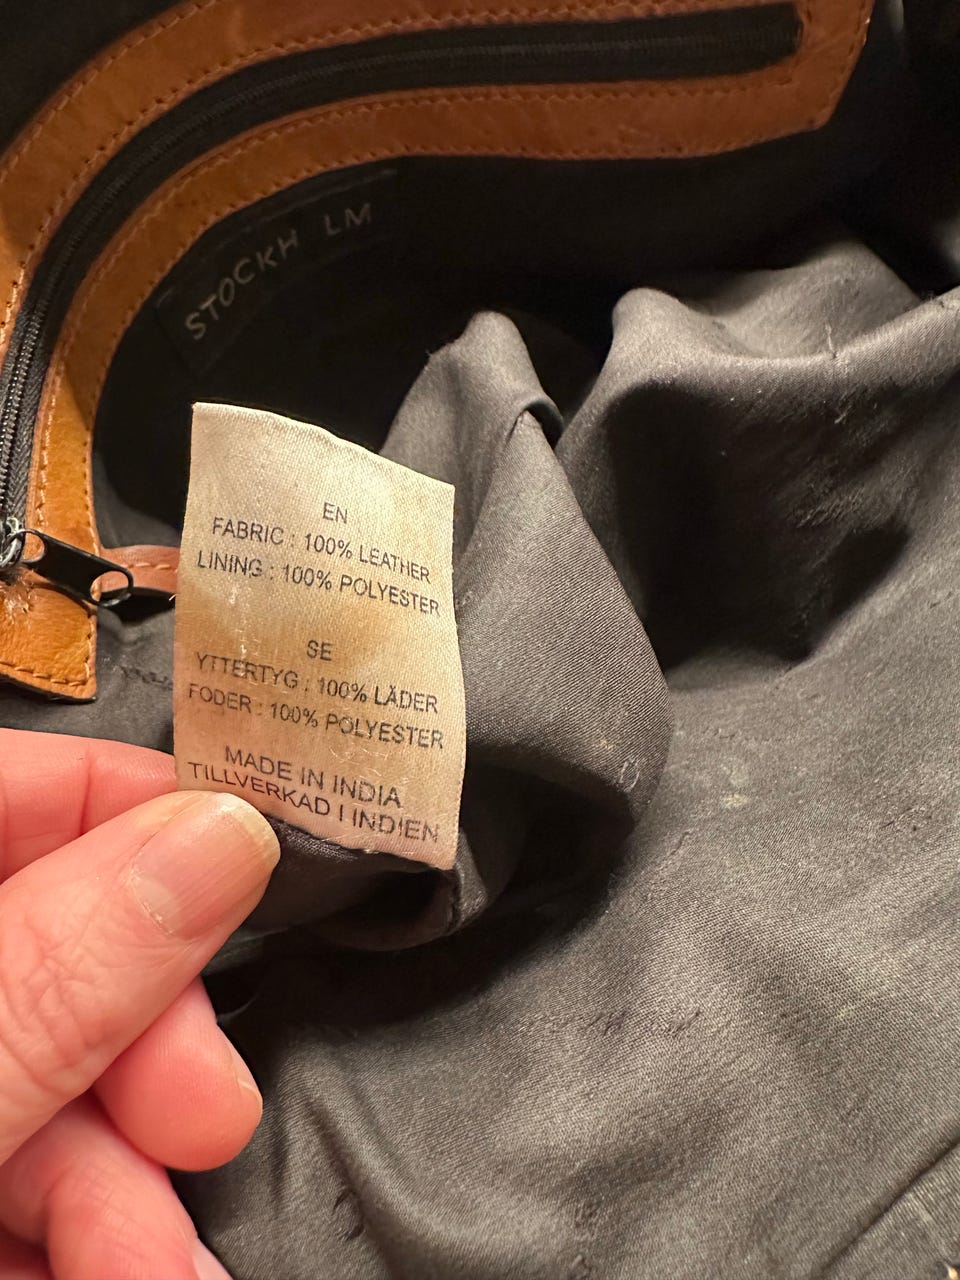 STOCKH LM
EN
FABRIC : 100% LEATHER
LINING : 100% POLYESTER
SE
YTTERTYG : 100% LÄDER
FODER : 100% POLYESTER
MADE IN INDIA
TILLVERKAD I INDIEN